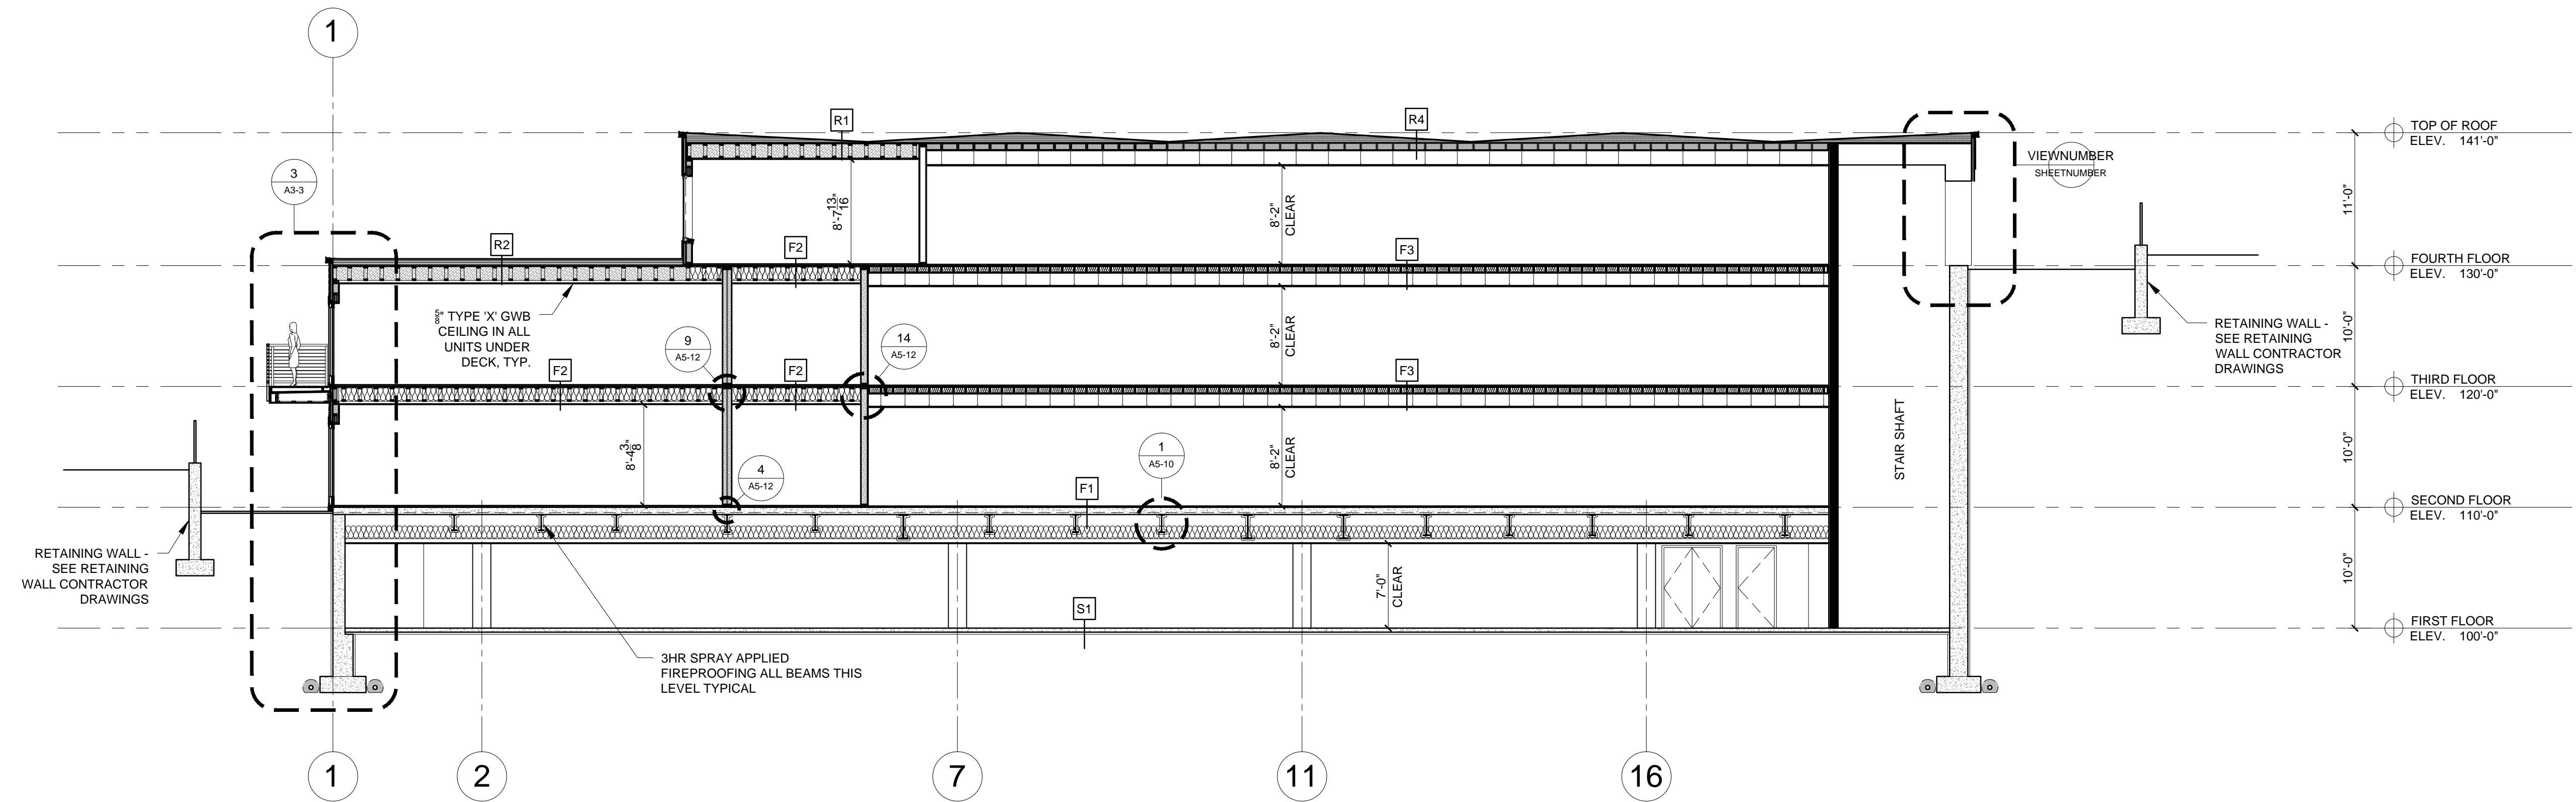 1
R1
R4
TOP OF ROOF
ELEV. 141'-0"
VIEWNUMBER
SHEETNUMBER
3
A3-3
11'-0"
8'-7 13/16"
8'-2"
CLEAR
R2
F2
F3
FOURTH FLOOR
ELEV. 130'-0"
5/8" TYPE 'X' GWB
CEILING IN ALL
UNITS UNDER
DECK, TYP.
9
A5-12
14
A5-12
8'-2"
CLEAR
10'-0"
RETAINING WALL -
SEE RETAINING
WALL CONTRACTOR
DRAWINGS
F2
F2
F3
THIRD FLOOR
ELEV. 120'-0"
8'-4 3/8"
4
A5-12
1
A5-10
8'-2"
CLEAR
STAIR SHAFT
10'-0"
F1
SECOND FLOOR
ELEV. 110'-0"
RETAINING WALL -
SEE RETAINING
WALL CONTRACTOR
DRAWINGS
7'-0"
CLEAR
10'-0"
S1
FIRST FLOOR
ELEV. 100'-0"
3HR SPRAY APPLIED
FIREPROOFING ALL BEAMS THIS
LEVEL TYPICAL
1
2
7
11
16